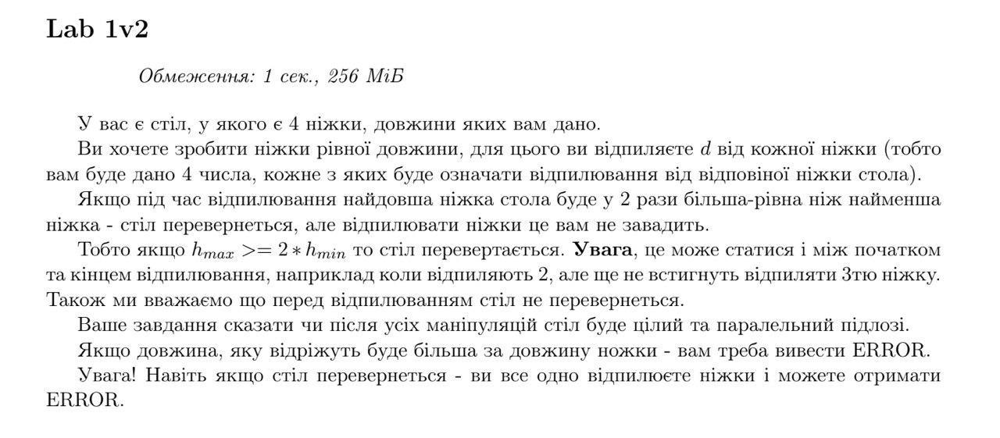 Lab 1v2
Обмеження: 1 сек., 256 МіБ
У вас є стіл, у якого є 4 ніжки, довжини яких вам дано.
Ви хочете зробити ніжки рівної довжини, для цього ви відпиляєте d від кожної ніжки (тобто
вам буде дано 4 числа, кожне з яких буде означати відпилювання від відповіної ніжки стола).
Якщо під час відпилювання найдовша ніжка стола буде у 2 рази більша-рівна ніж найменша
ніжка - стіл перевернеться, але відпилювати ніжки це вам не завадить.
Тобто якщо h_max >= 2 * h_min то стіл перевертається. Увага, це може статися і між початком
та кінцем відпилювання, наприклад коли відпиляють 2, але ще не встигнуть відпиляти 3тю ніжку.
Також ми вважаємо що перед відпилюванням стіл не перевернеться.
Ваше завдання сказати чи після усіх маніпуляцій стіл буде цілий та паралельний підлозі.
Якщо довжина, яку відріжуть буде більша за довжину ножки - вам треба вивести ERROR.
Увага! Навіть якщо стіл перевернеться - ви все одно відпилюєте ніжки і можете отримати
ERROR.